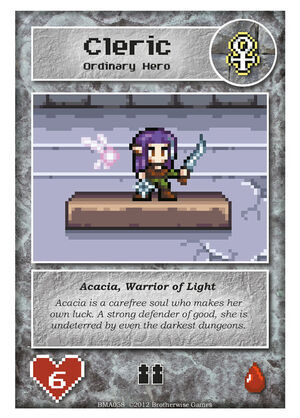 Cleric
Ordinary Hero
Acacia, Warrior of Light
Acacia is a carefree soul who makes her
own luck. A strong defender of good, she is
undeterred by even the darkest dungeons.
6
BMA058 ©2012 Brotherwise Games